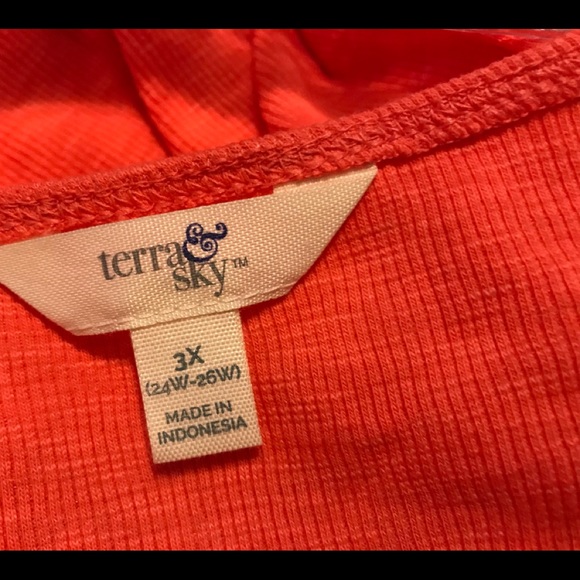 terra &
sky™
3X
(24W-26W)
MADE IN
INDONESIA